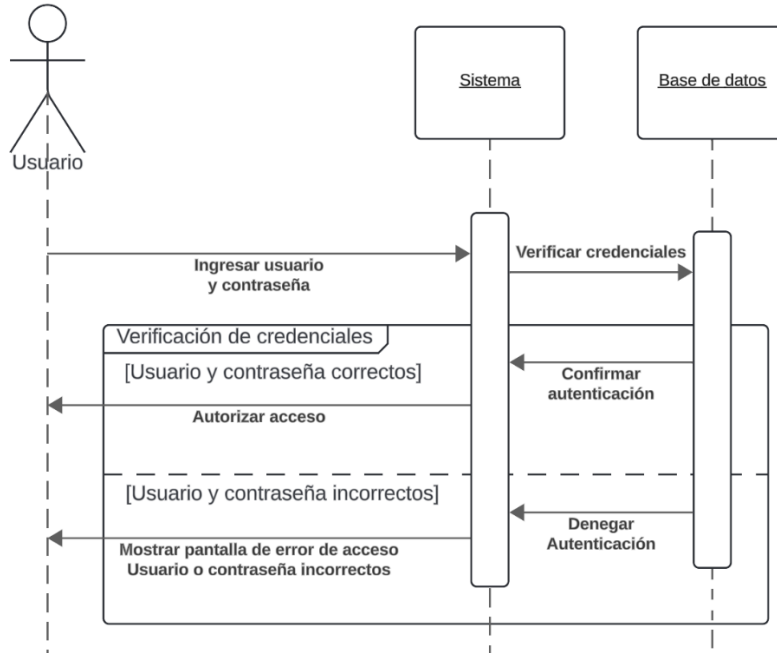 Sistema
Base de datos
Usuario
Ingresar usuario
y contraseña
Verificar credenciales
Verificación de credenciales
[Usuario y contraseña correctos]
Confirmar
autenticación
Autorizar acceso
[Usuario y contraseña incorrectos]
Denegar
Autenticación
Mostrar pantalla de error de acceso
Usuario o contraseña incorrectos